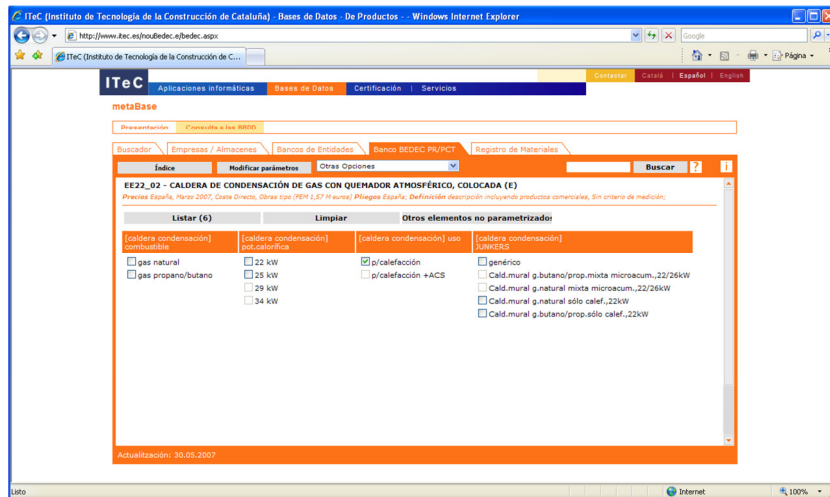 ITeC (Instituto de Tecnología de la Construcción de Cataluña) - Bases de Datos - De Productos - - Windows Internet Explorer
http://www.itec.es/nouBedec.e/bedec.aspx
Google
ITeC (Instituto de Tecnología de la Construcción de C...
Página
ITeC
Contactar Català | Español | English
Aplicaciones informáticas Bases de Datos Certificación | Servicios
metaBase
Presentación Consulta a las BBDD
Buscador Empresas / Almacenes Bancos de Entidades Banco BEDEC PR/PCT Registro de Materiales
Índice Modificar parámetros Otras Opciones Buscar ? i
EE22_02 - CALDERA DE CONDENSACIÓN DE GAS CON QUEMADOR ATMOSFÉRICO, COLOCADA (E)
Precios España, Marzo 2007, Coste Directo, Obras tipo (PEM 1,57 M euros) Pliegos España; Definición descripción incluyendo productos comerciales, Sin criterio de medición;
Listar (6) Limpiar Otros elementos no parametrizados
[caldera condensación] combustible
[caldera condensación] pot.calorífica
[caldera condensación] uso
[caldera condensación] JUNKERS
gas natural 22 kW p/calefacción genérico
gas propano/butano 25 kW p/calefacción +ACS Cald.mural g.butano/prop.mixta microacum.,22/26kW
29 kW Cald.mural g.natural mixta microacum.,22/26kW
34 kW Cald.mural g.natural sólo calef.,22kW
Cald.mural g.butano/prop.sólo calef.,22kW
Actualització: 30.05.2007
Listo Internet 100%